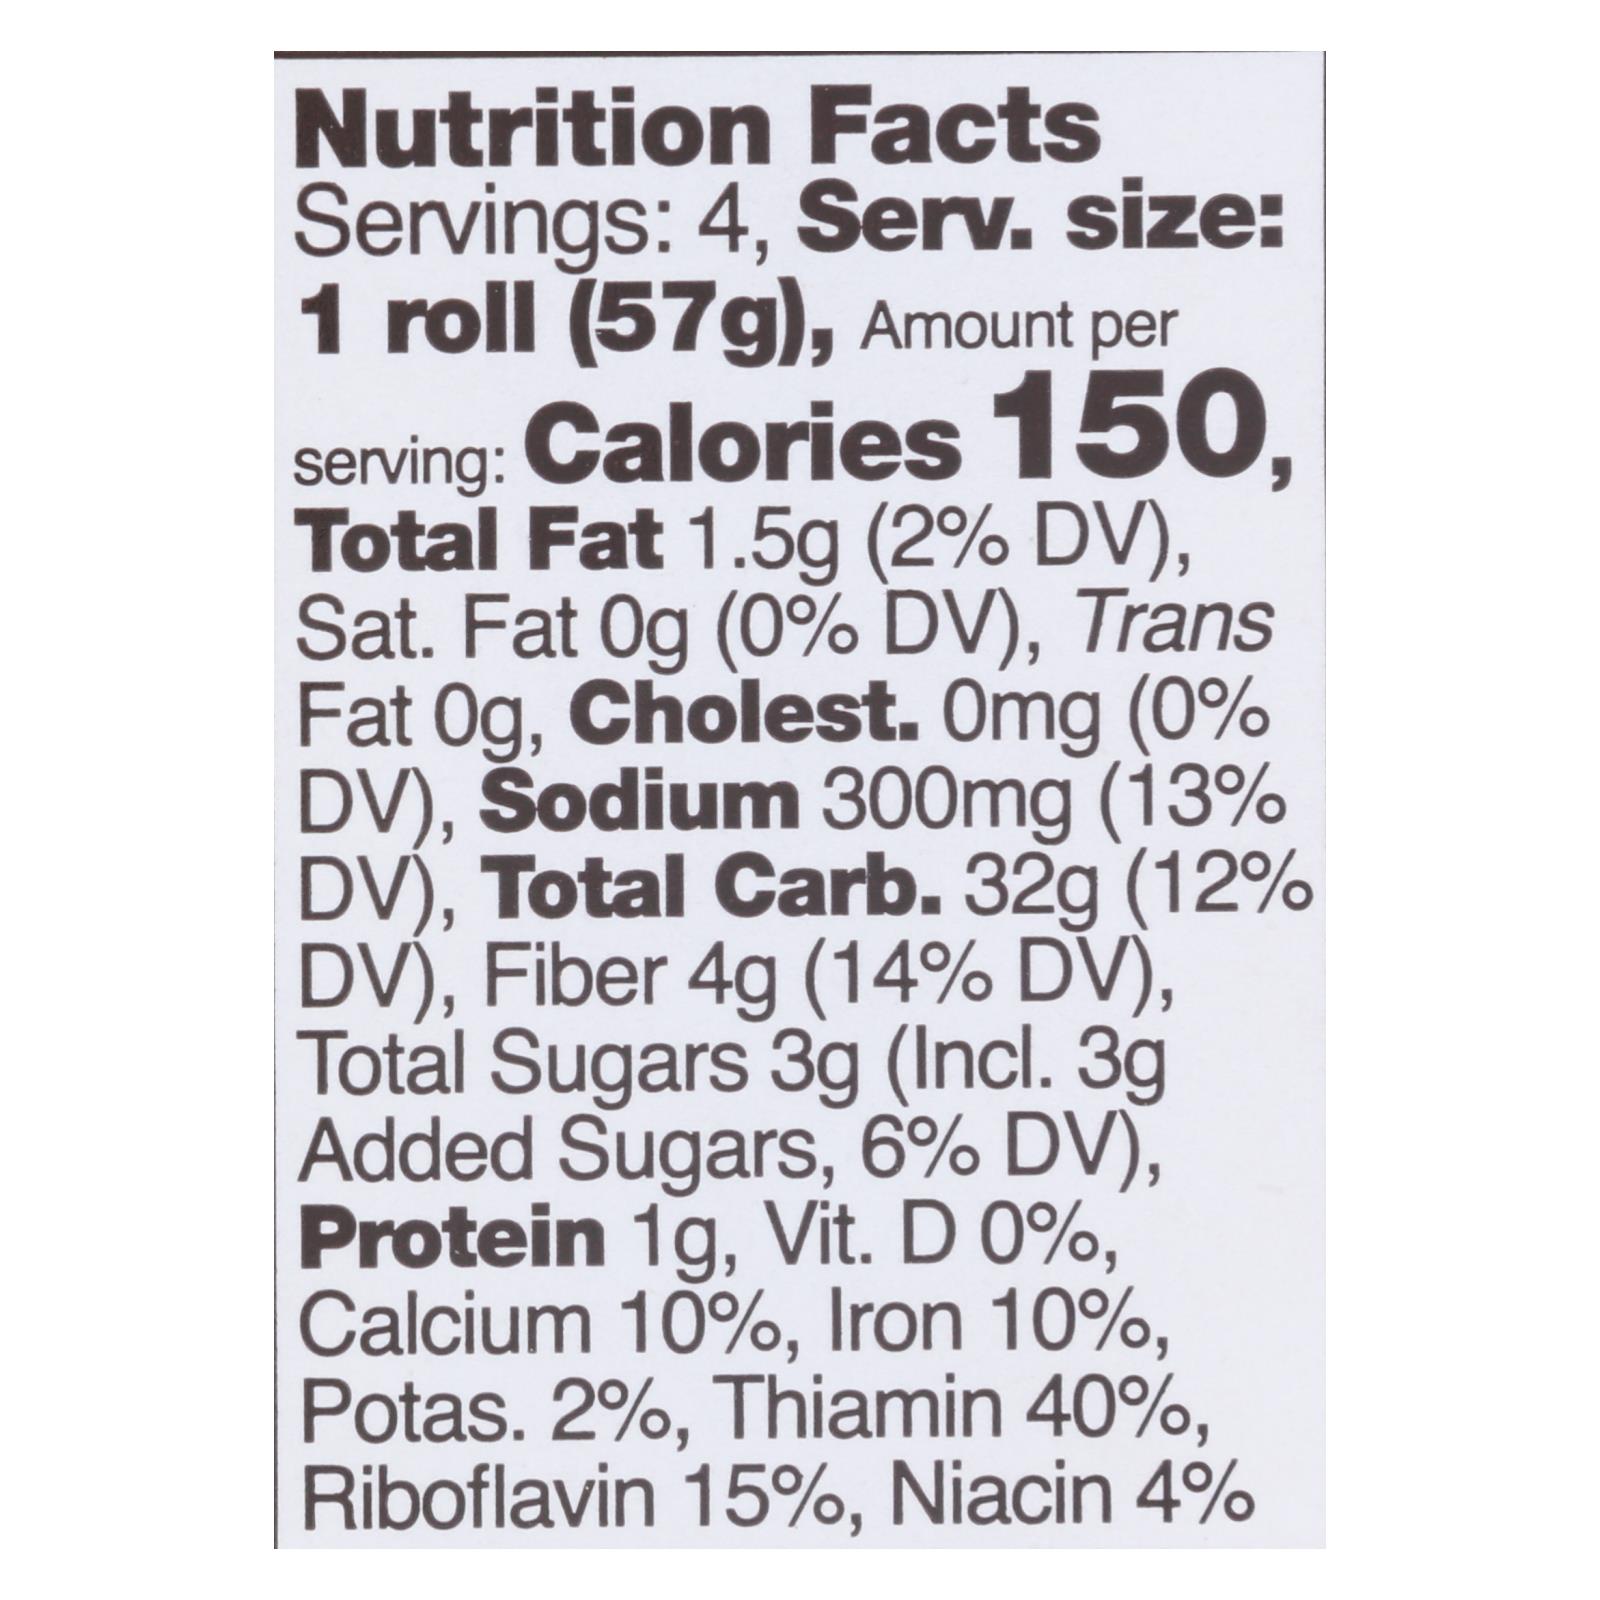 Nutrition Facts
Servings: 4, Serv. size:
1 roll (57g), Amount per
serving: Calories 150,
Total Fat 1.5g (2% DV),
Sat. Fat 0g (0% DV), Trans
Fat 0g, Cholest. 0mg (0%
DV), Sodium 300mg (13%
DV), Total Carb. 32g (12%
DV), Fiber 4g (14% DV),
Total Sugars 3g (Incl. 3g
Added Sugars, 6% DV),
Protein 1g, Vit. D 0%,
Calcium 10%, Iron 10%,
Potas. 2%, Thiamin 40%,
Riboflavin 15%, Niacin 4%